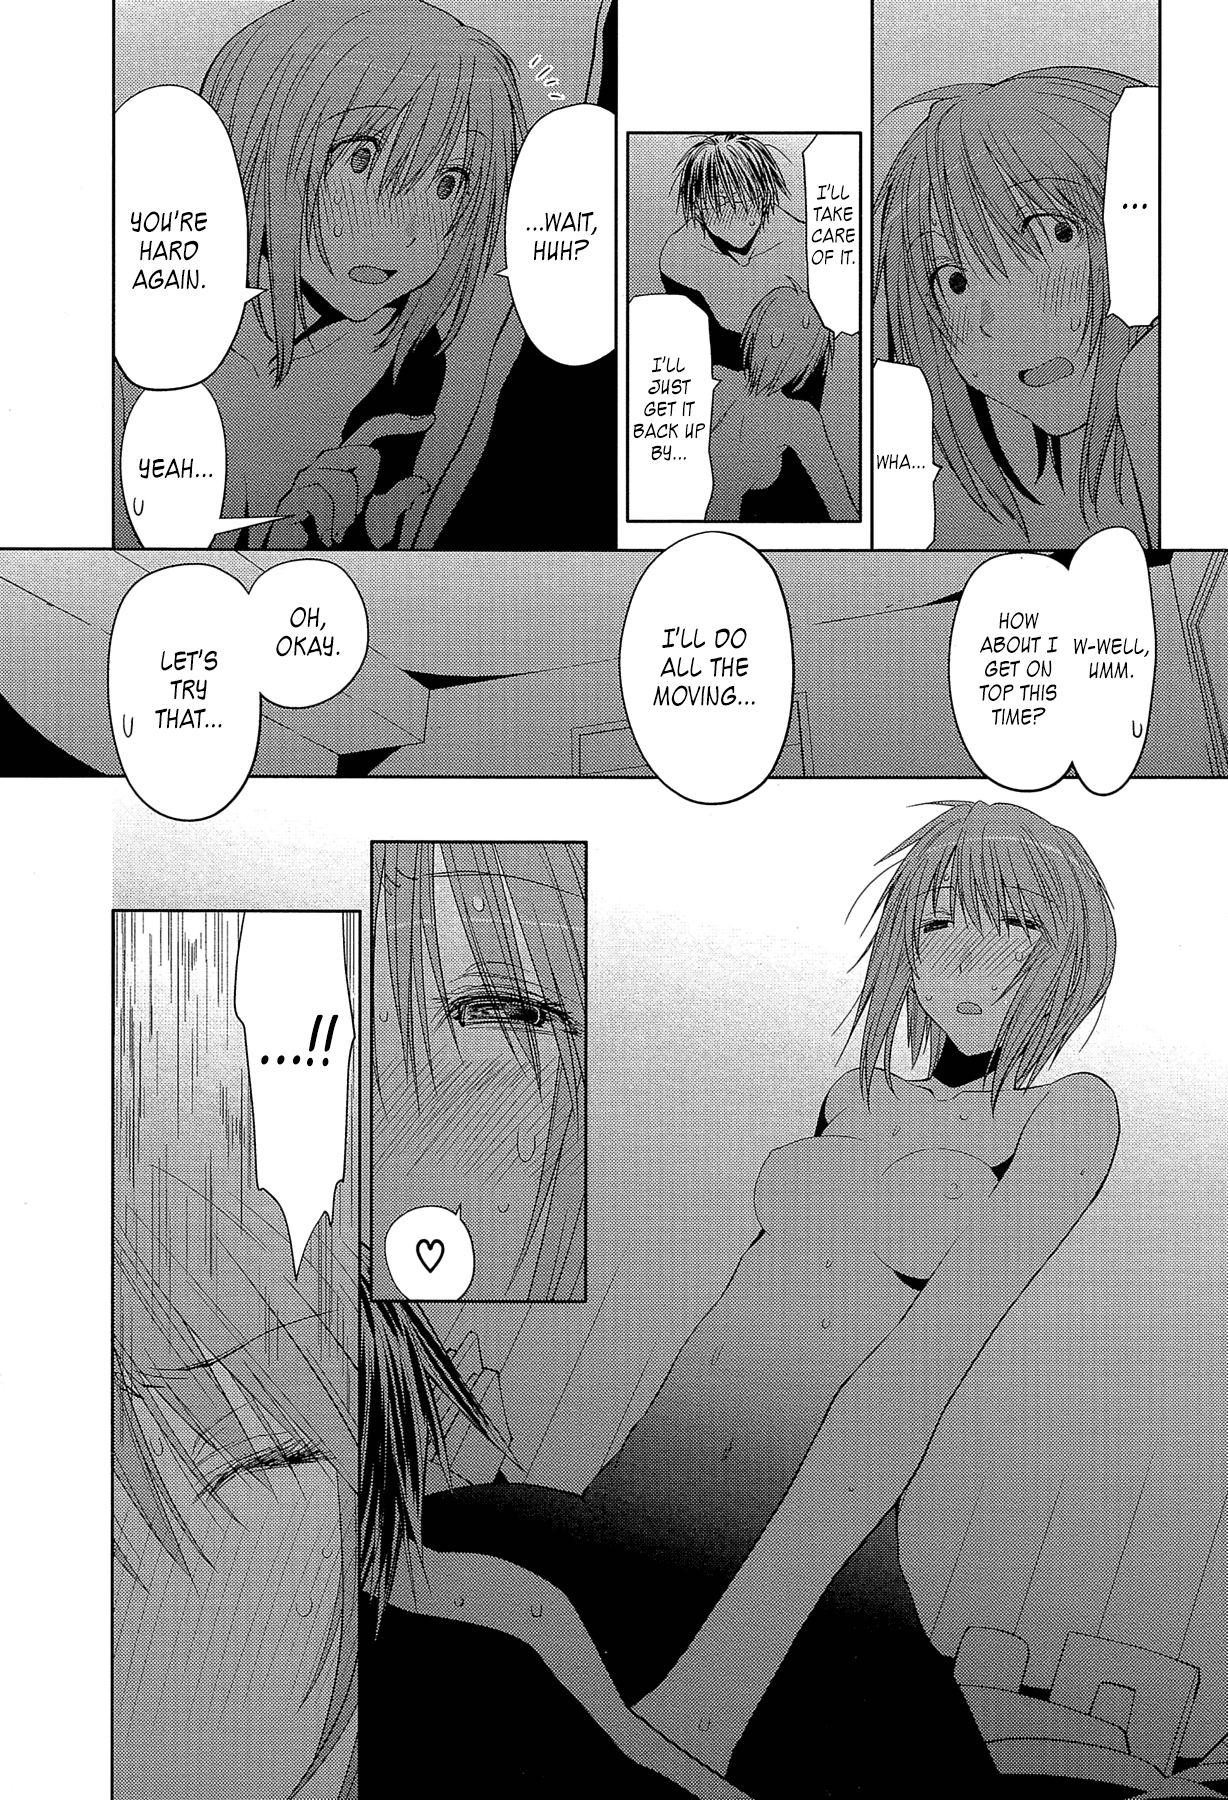 ...
WHA...
I'LL
TAKE
CARE
OF IT.
I'LL
JUST
GET IT
BACK UP
BY...
...WAIT,
HUH?
YOU'RE
HARD
AGAIN.
YEAH...
W-WELL,
UMM.
HOW
ABOUT I
GET ON
TOP THIS
TIME?
I'LL DO
ALL THE
MOVING...
OH,
OKAY.
LET'S
TRY
THAT...
♡
...!!